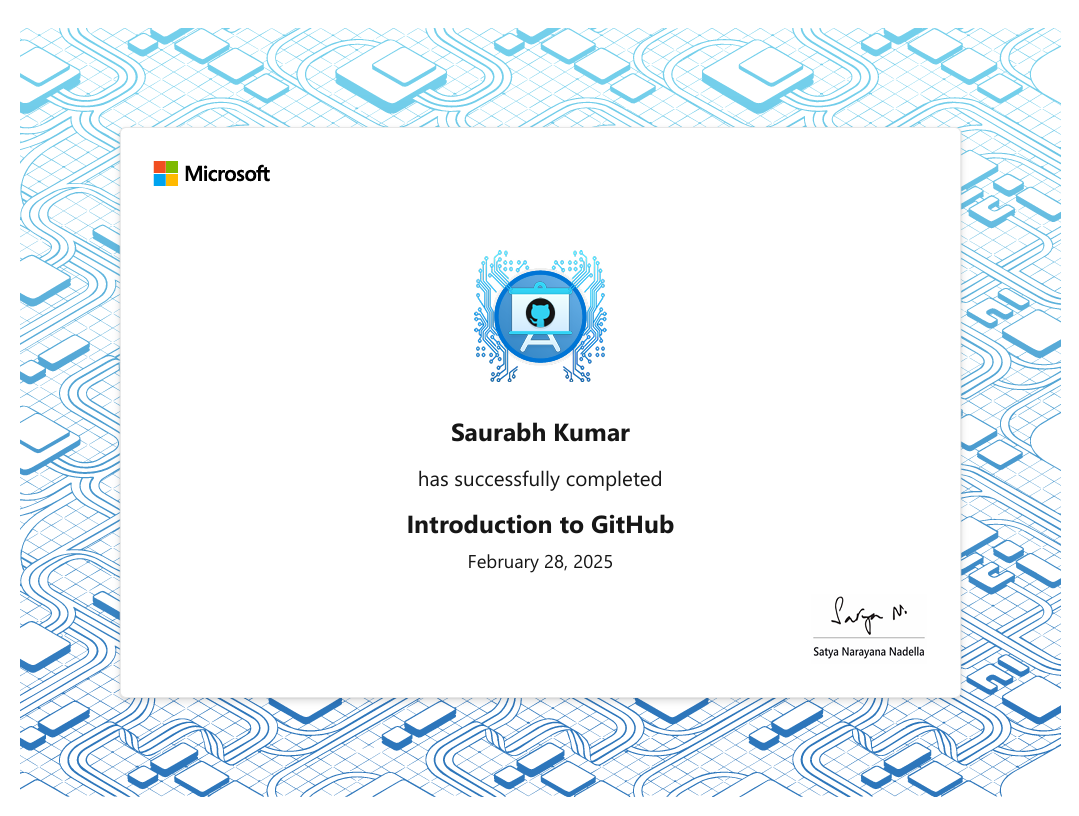 Microsoft
Saurabh Kumar
has successfully completed
Introduction to GitHub
February 28, 2025
Satya N.
Satya Narayana Nadella